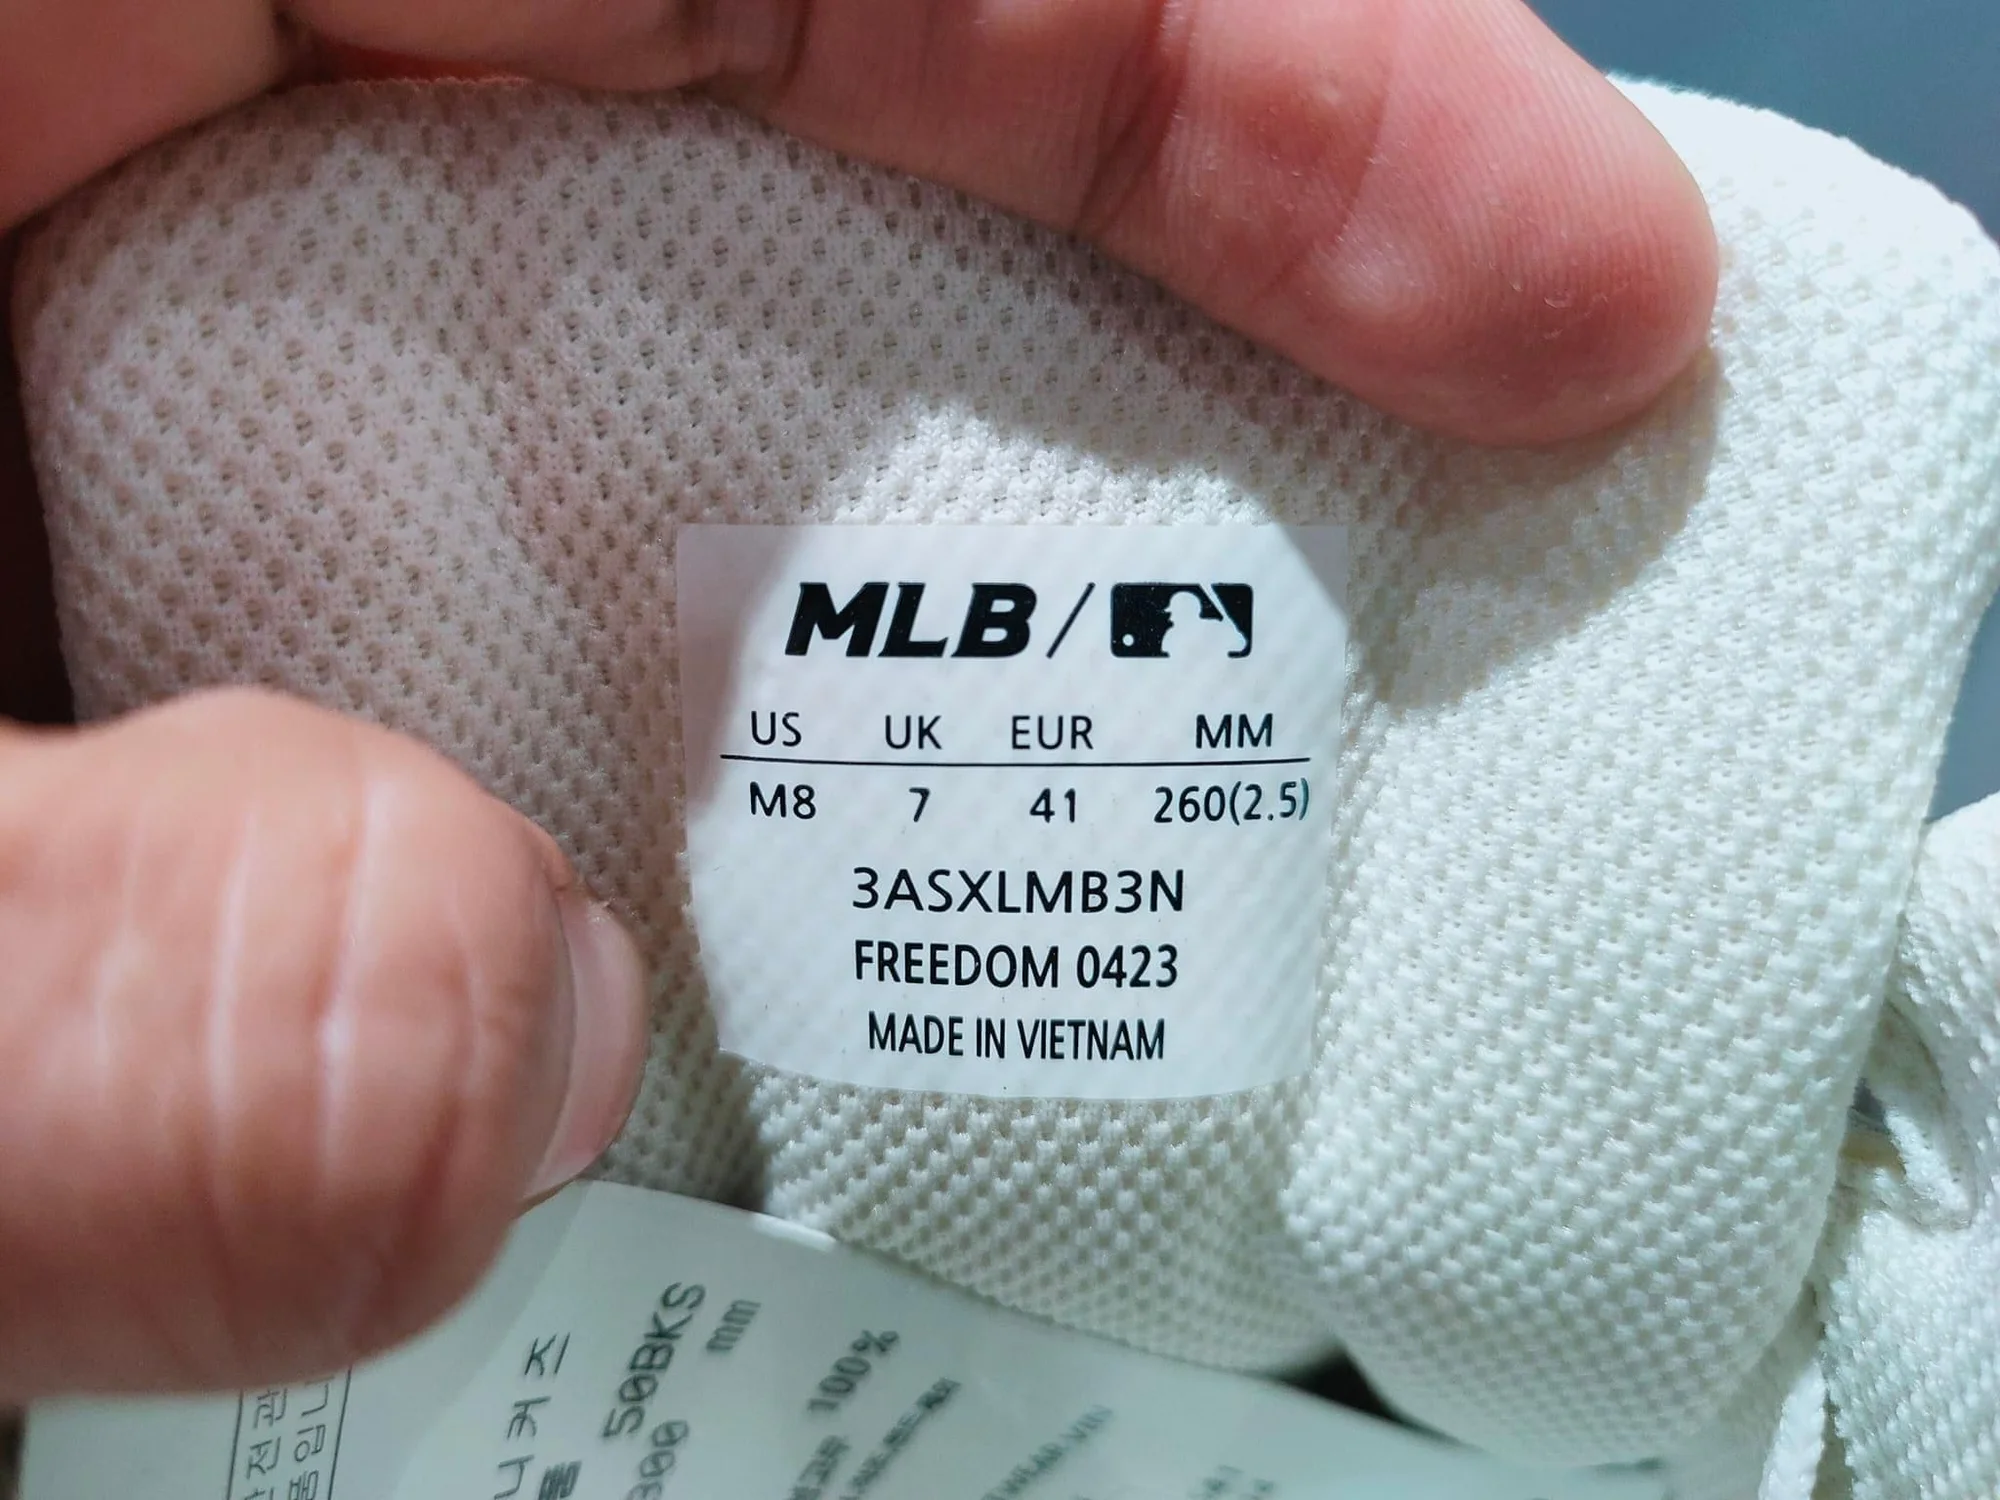 MLB/
US UK EUR MM
M8 7 41 260(2.5)
3ASXLMB3N
FREEDOM 0423
MADE IN VIETNAM
50BKS
mm
300
100%